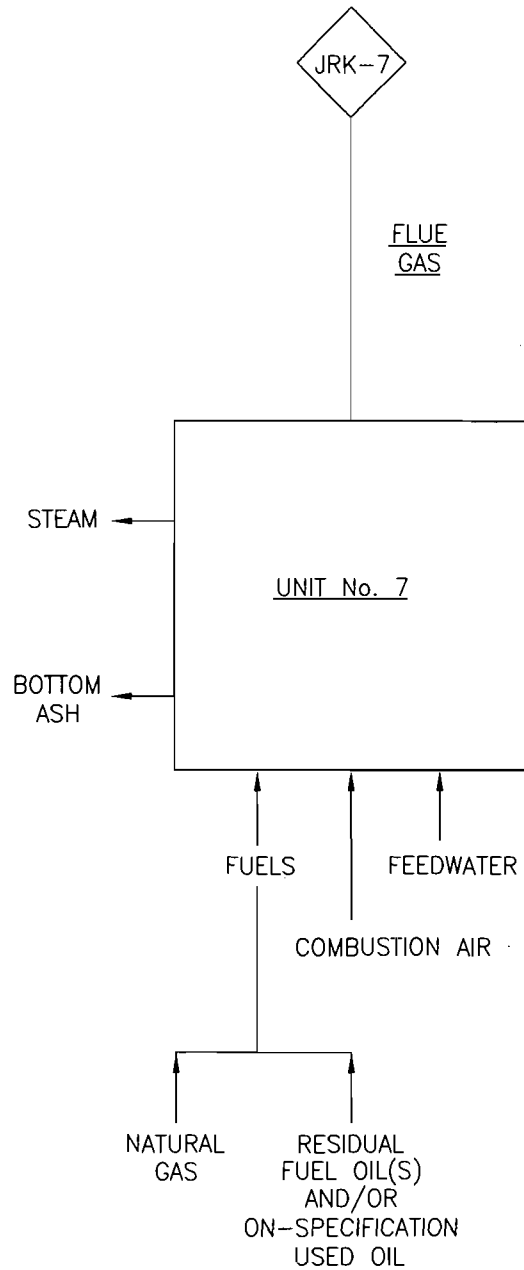 JRK-7
FLUE
GAS
STEAM
UNIT No. 7
BOTTOM
ASH
FUELS
FEEDWATER
COMBUSTION AIR
NATURAL
GAS
RESIDUAL
FUEL OIL(S)
AND/OR
ON-SPECIFICATION
USED OIL